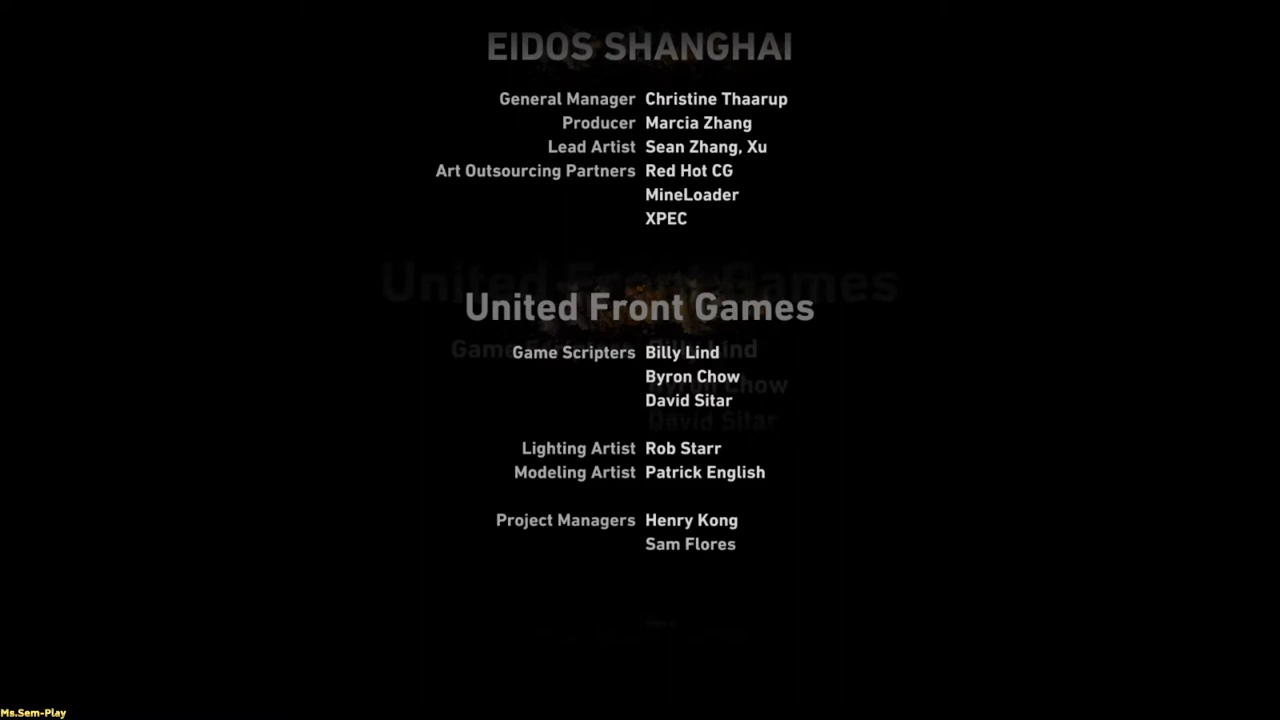 EIDOS SHANGHAI
General Manager Christine Thaarup
Producer Marcia Zhang
Lead Artist Sean Zhang, Xu
Art Outsourcing Partners Red Hot CG
MineLoader
XPEC
United Front Games
Game Scripters Billy Lind
Byron Chow
David Sitar
Lighting Artist Rob Starr
Modeling Artist Patrick English
Project Managers Henry Kong
Sam Flores
Ms.Sem-Play